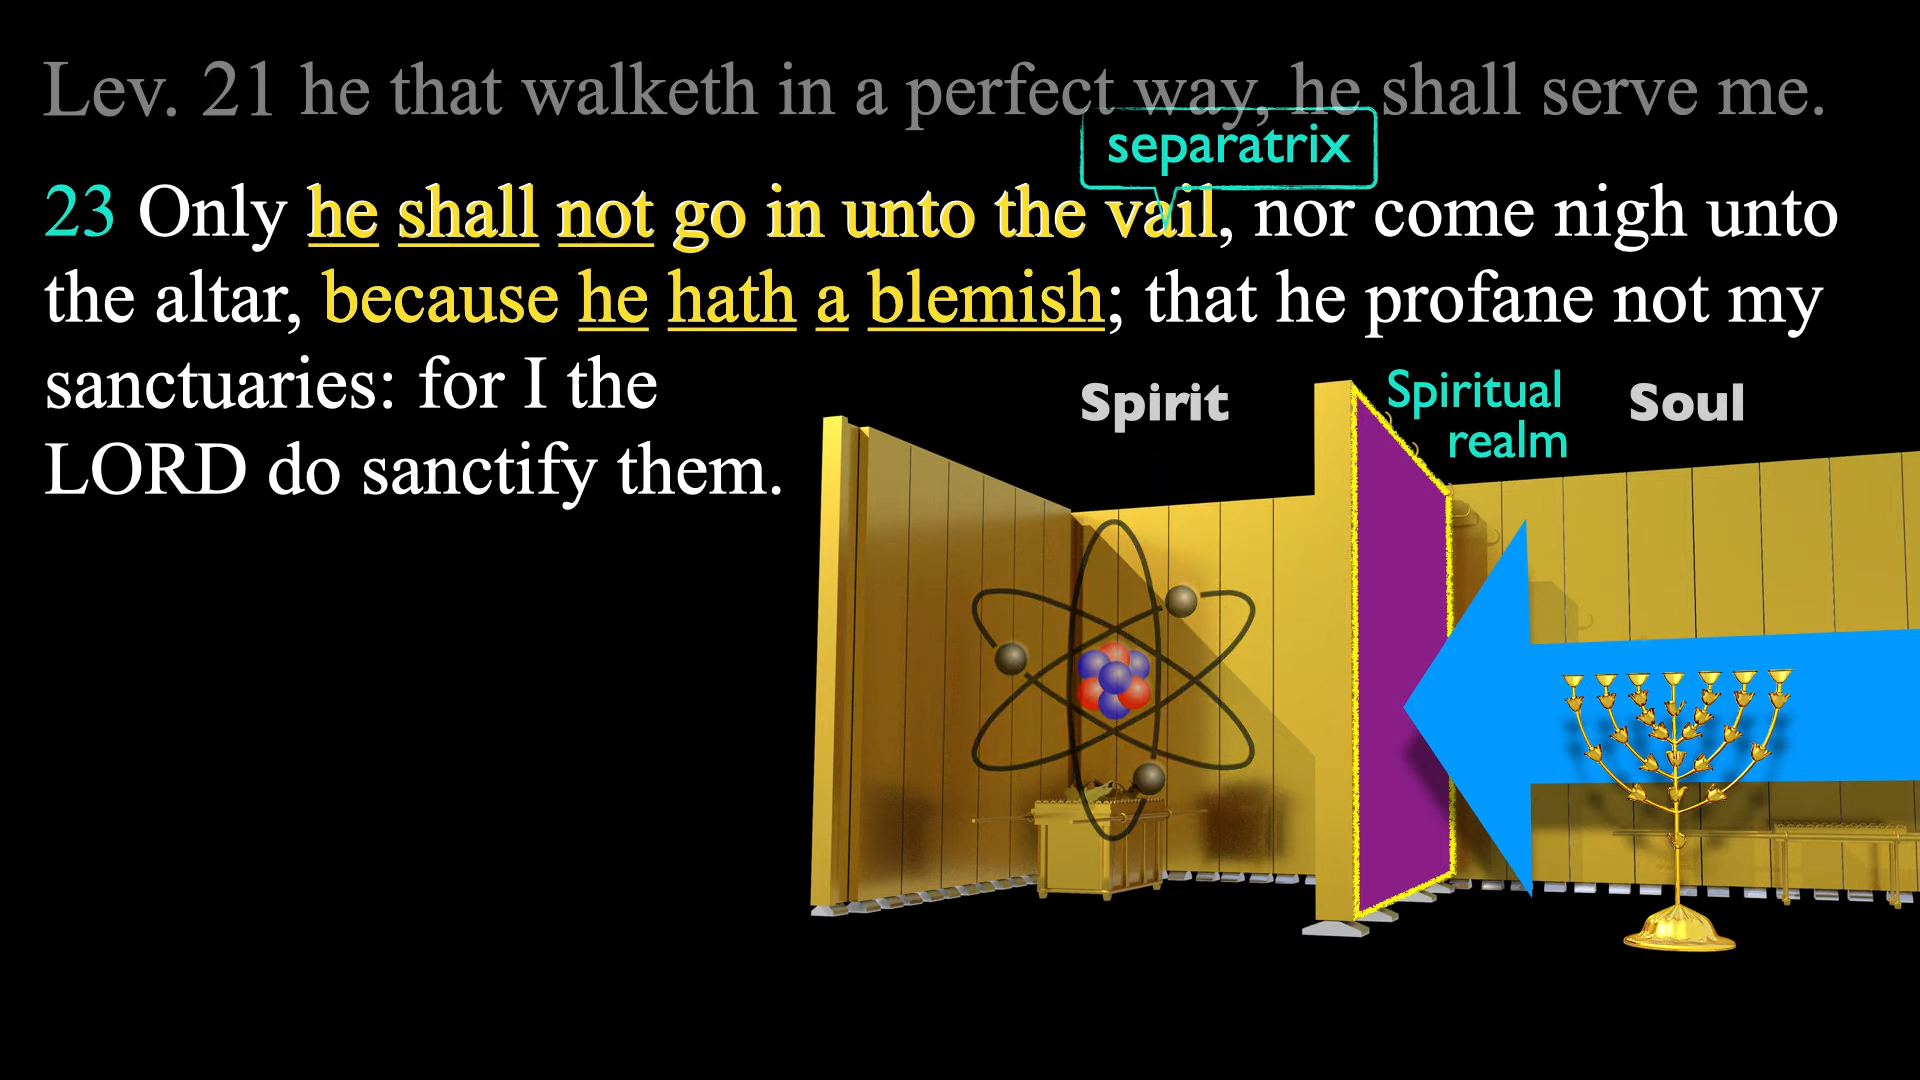 Lev. 21 he that walketh in a perfect way, he shall serve me.
separatrix
23 Only he shall not go in unto the vail, nor come nigh unto
the altar, because he hath a blemish; that he profane not my
sanctuaries: for I the
LORD do sanctify them.
Spirit
Spiritual
realm
Soul